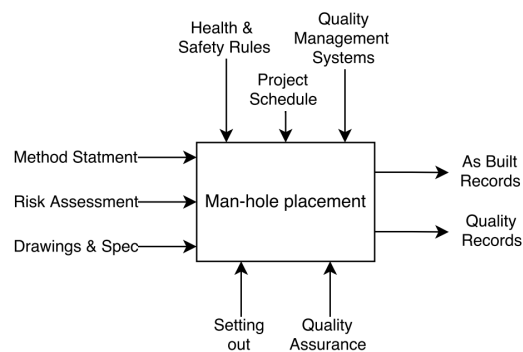 Health &
Safety Rules
Project
Schedule
Quality
Management
Systems
Method Statment
Risk Assessment
Drawings & Spec
Man-hole placement
As Built
Records
Quality
Records
Setting
out
Quality
Assurance